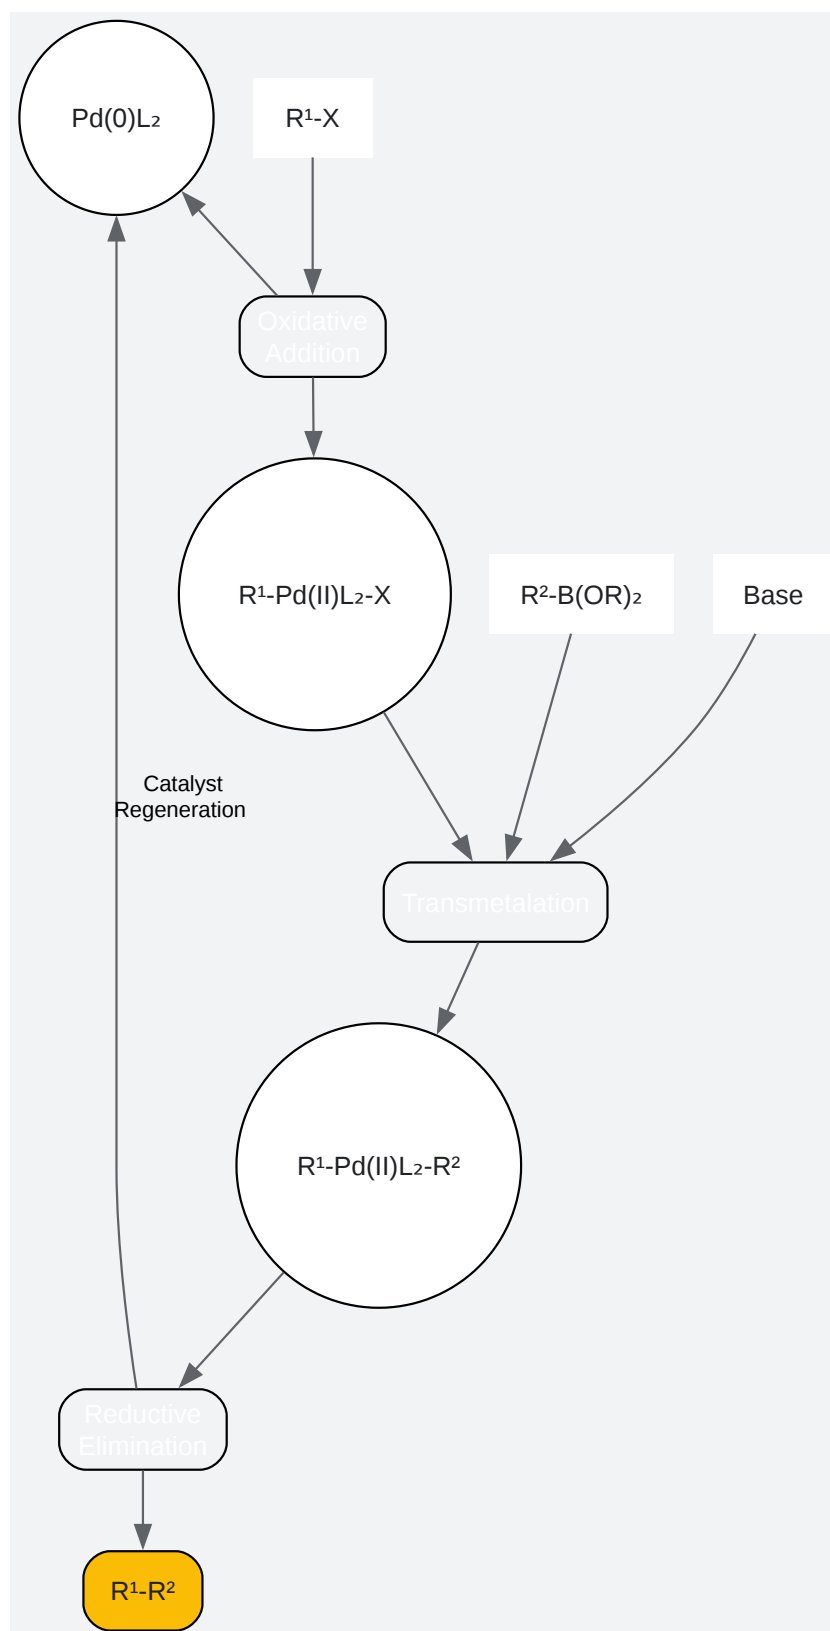 Pd(0)L₂
R¹-X
Oxidative
Addition
R¹-Pd(II)L₂-X
R²-B(OR)₂
Base
Catalyst
Regeneration
Transmetalation
R¹-Pd(II)L₂-R²
Reductive
Elimination
R¹-R²